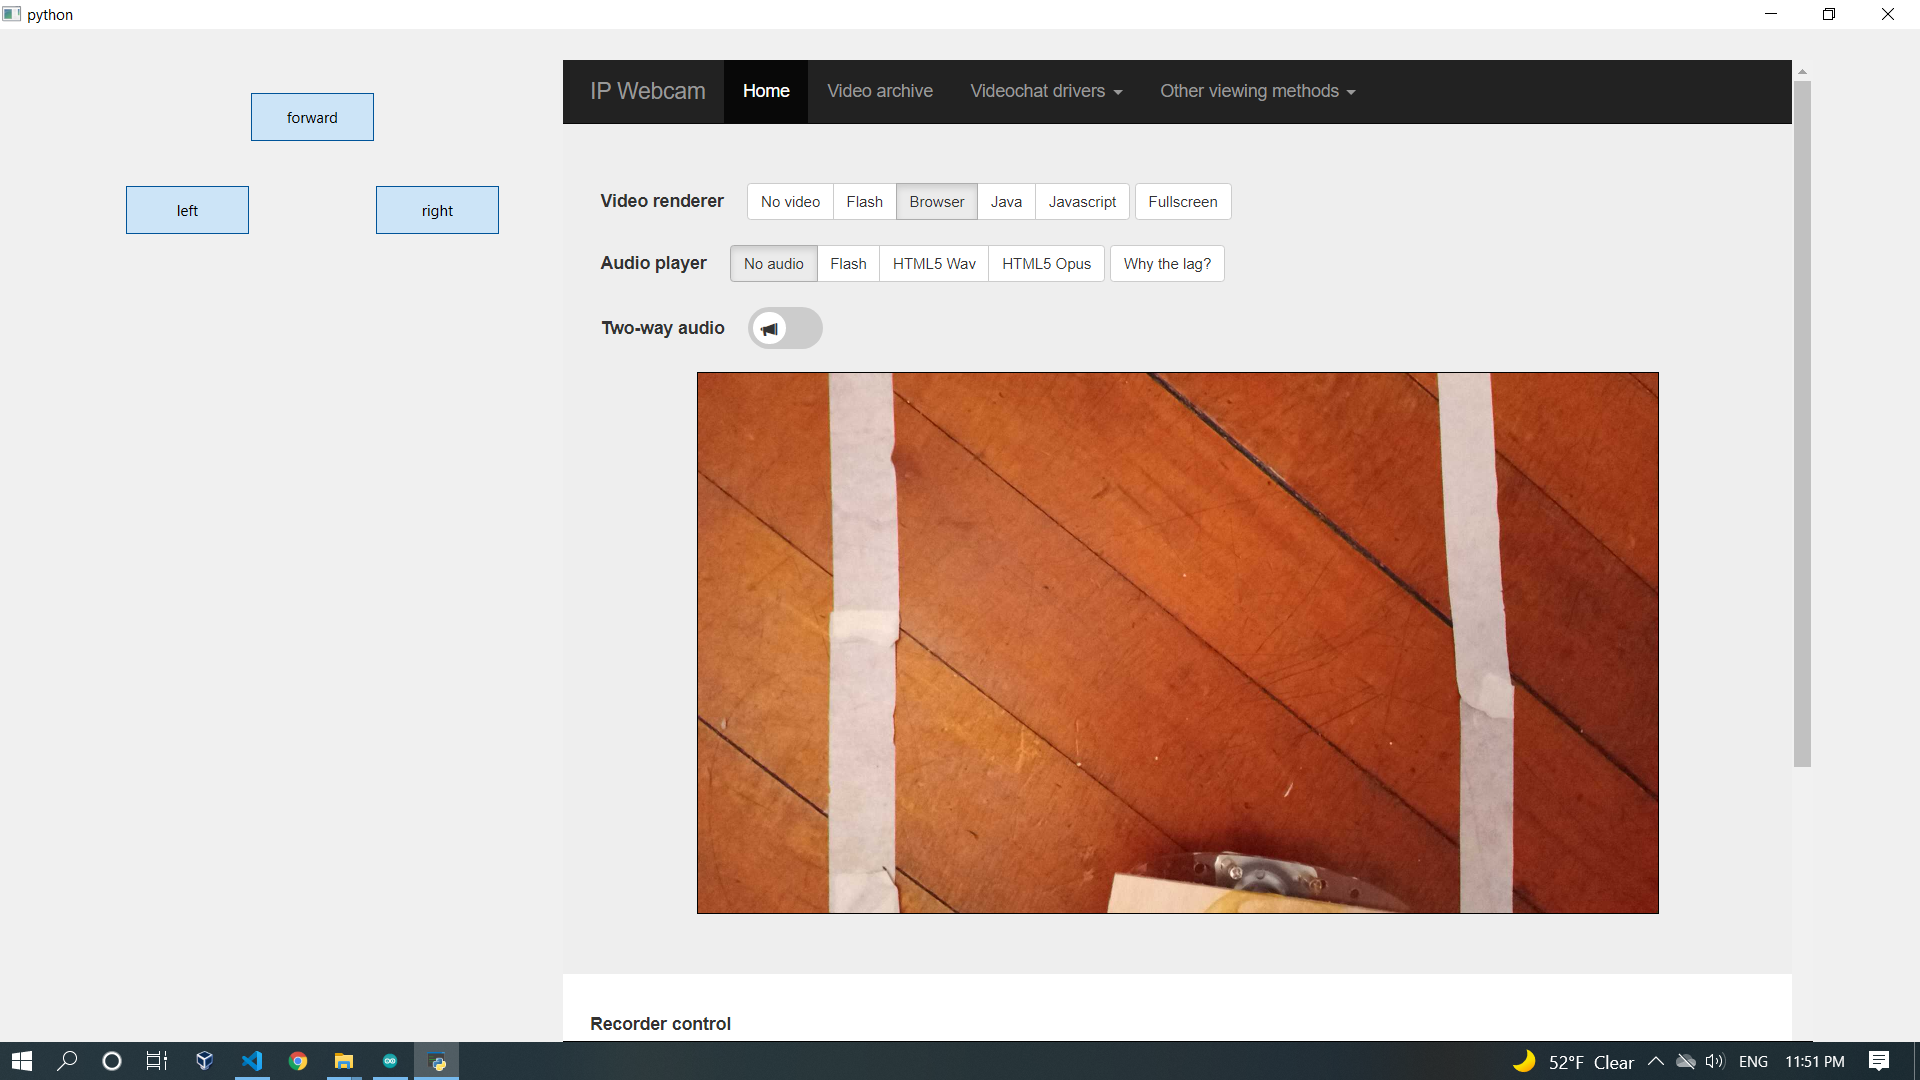 python
forward
left right
IP Webcam Home Video archive Videochat drivers Other viewing methods
Video renderer No video Flash Browser Java Javascript Fullscreen
Audio player No audio Flash HTML5 Wav HTML5 Opus Why the lag?
Two-way audio
Recorder control
52°F Clear ENG 11:51 PM